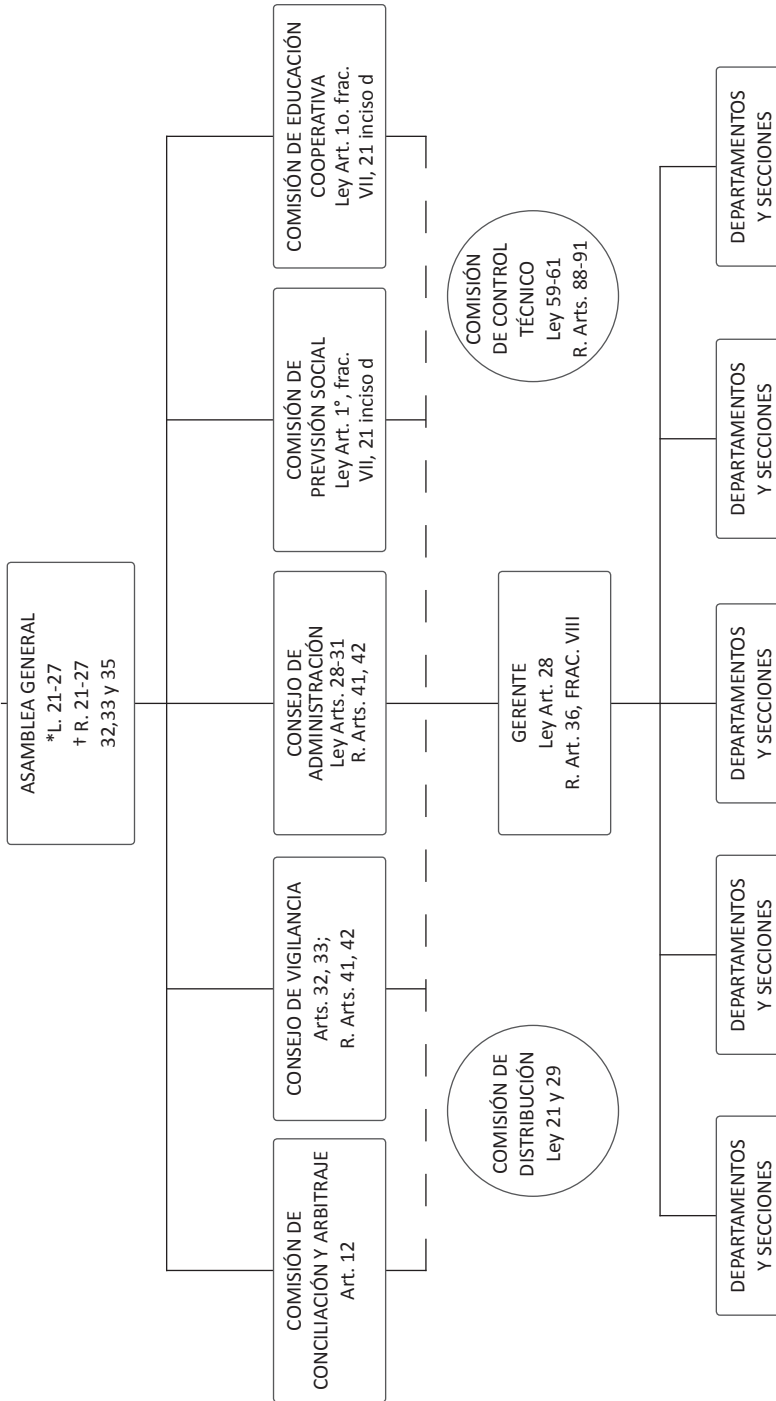 ASAMBLEA GENERAL
*L. 21-27
† R. 21-27
32,33 y 35
COMISIÓN DE
CONCILIACIÓN Y ARBITRAJE
Art. 12
CONSEJO DE VIGILANCIA
Arts. 32, 33;
R. Arts. 41, 42
CONSEJO DE
ADMINISTRACIÓN
Ley Arts. 28-31
R. Arts. 41, 42
COMISIÓN DE
PREVISIÓN SOCIAL
Ley Art. 1°, frac.
VII, 21 inciso d
COMISIÓN DE EDUCACIÓN
COOPERATIVA
Ley Art. 1o. frac.
VII, 21 inciso d
COMISIÓN DE
DISTRIBUCIÓN
Ley 21 y 29
GERENTE
Ley Art. 28
R. Art: 36, FRAC. VIII
COMISIÓN
DE CONTROL
TÉCNICO
Ley 59-61
R. Arts. 88-91
DEPARTAMENTOS
Y SECCIONES
DEPARTAMENTOS
Y SECCIONES
DEPARTAMENTOS
Y SECCIONES
DEPARTAMENTOS
Y SECCIONES
DEPARTAMENTOS
Y SECCIONES